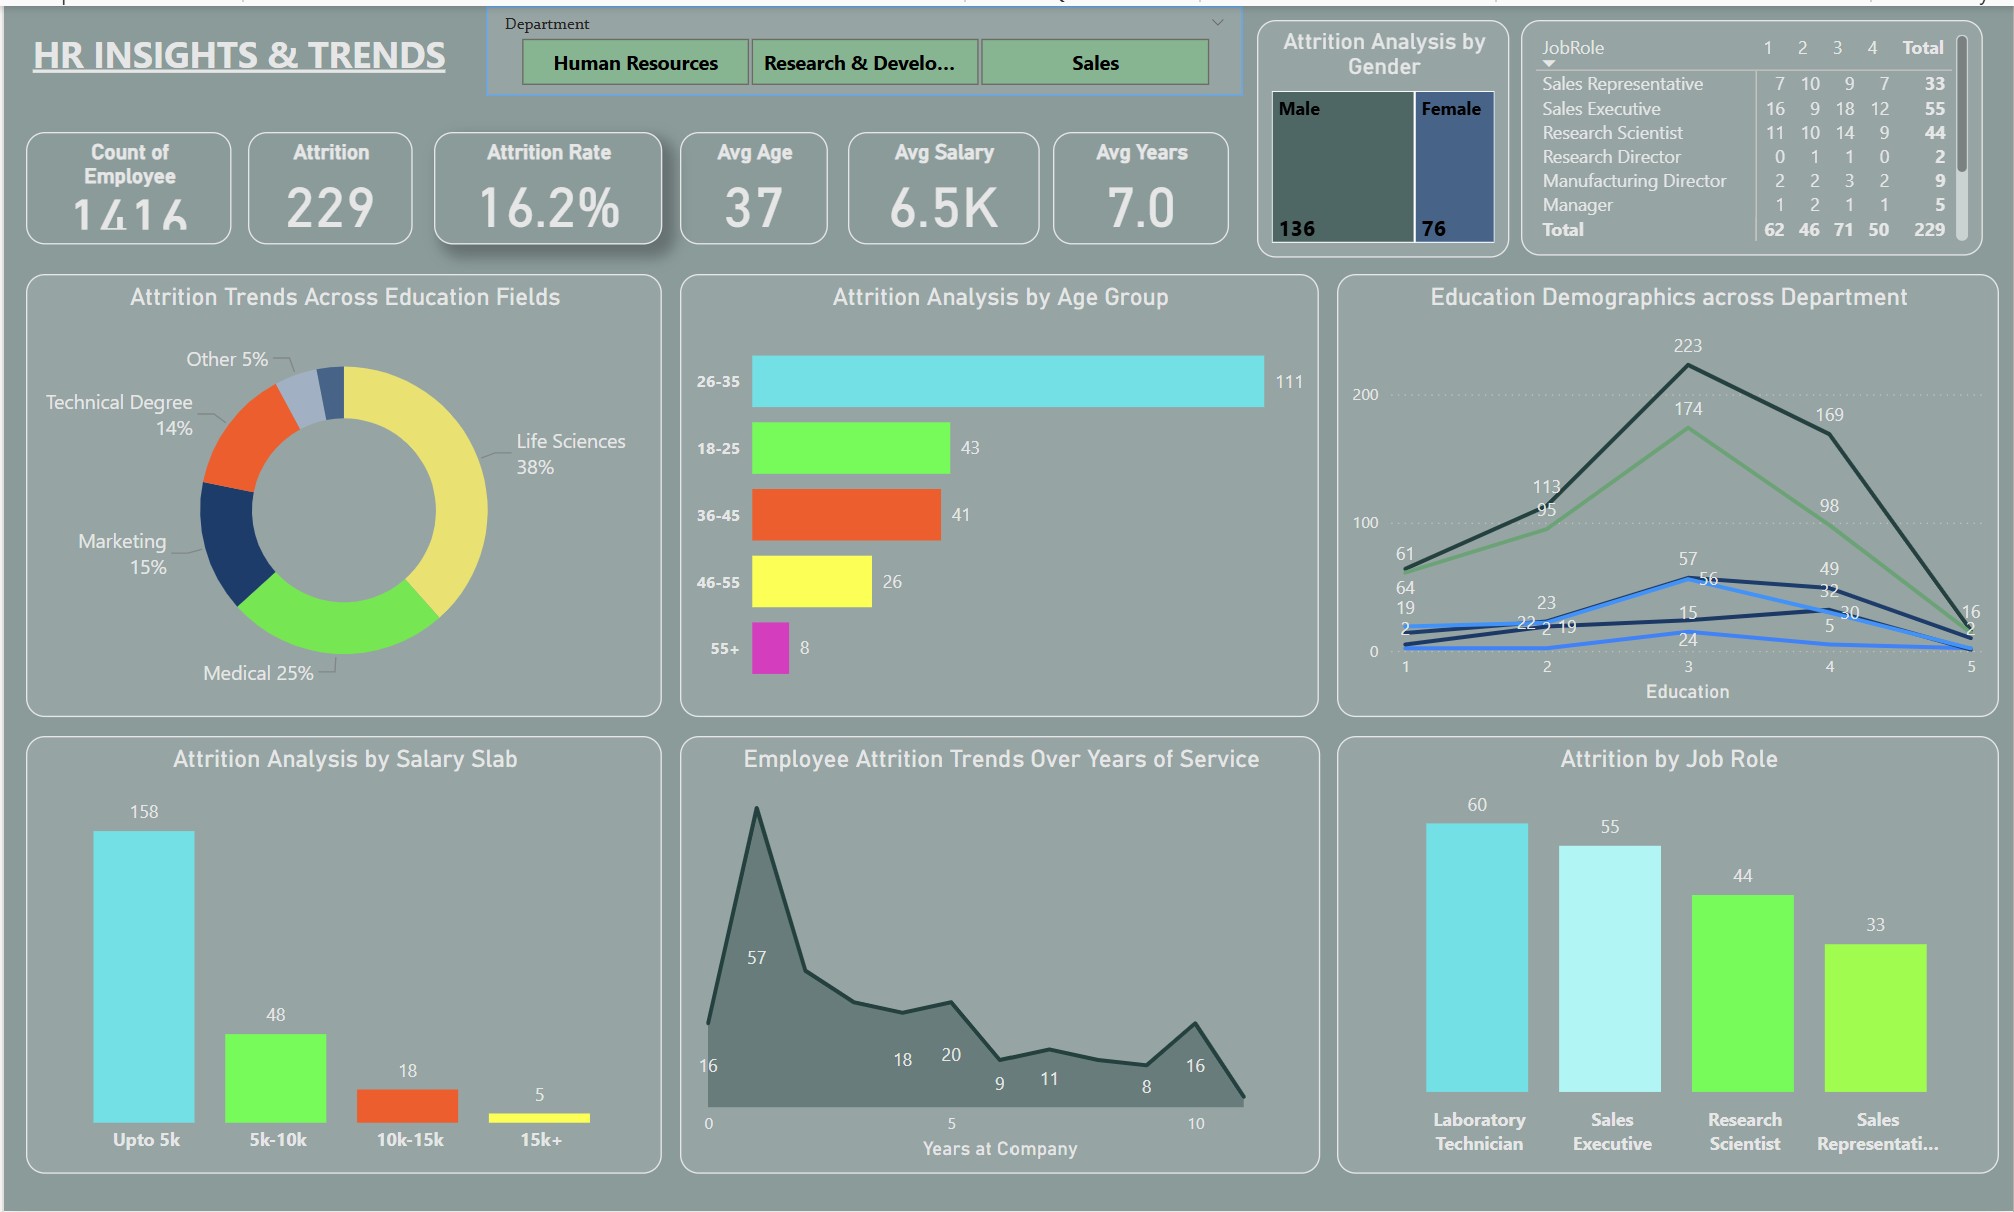 HR INSIGHTS & TRENDS
Department
Human Resources
Research & Develo...
Sales
Count of
Employee
1416
Attrition
229
Attrition Rate
16.2%
Avg Age
37
Avg Salary
6.5K
Avg Years
7.0
Attrition Analysis by
Gender
Male
136
Female
76
JobRole 1 2 3 4 Total
Sales Representative 7 10 9 7 33
Sales Executive 16 9 18 12 55
Research Scientist 11 10 14 9 44
Research Director 0 1 1 0 2
Manufacturing Director 2 2 3 2 9
Manager 1 2 1 1 5
Total 62 46 71 50 229
Attrition Trends Across Education Fields
Other 5%
Technical Degree
14%
Life Sciences
38%
Marketing
15%
Medical 25%
Attrition Analysis by Age Group
26-35 111
18-25 43
36-45 41
46-55 26
55+ 8
Education Demographics across Department
223
200
174
169
113
95
98
100
61
64
19
2
57
56
49
32
23
22
2
19
15
24
30
5
16
2
0
1 2 3 4 5
Education
Attrition Analysis by Salary Slab
158
48
18
5
Upto 5k
5k-10k
10k-15k
15k+
Employee Attrition Trends Over Years of Service
57
16
18
20
9
11
8
16
0 5 10
Years at Company
Attrition by Job Role
60
55
44
33
Laboratory
Technician
Sales
Executive
Research
Scientist
Sales
Representati...